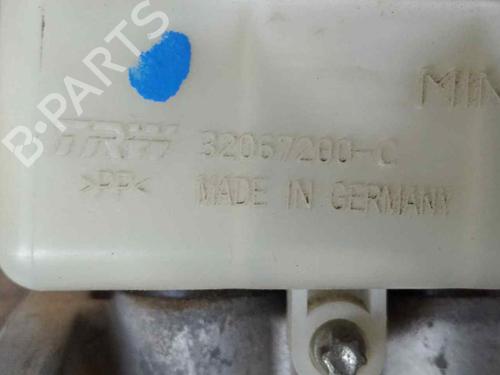 B-PARTS
MIN
TRW 32067200-C
>PP<
MADE IN GERMANY